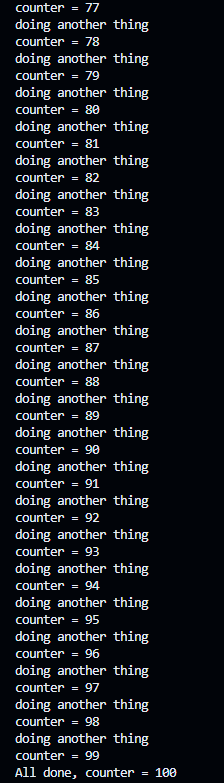 counter = 77
doing another thing
counter = 78
doing another thing
counter = 79
doing another thing
counter = 80
doing another thing
counter = 81
doing another thing
counter = 82
doing another thing
counter = 83
doing another thing
counter = 84
doing another thing
counter = 85
doing another thing
counter = 86
doing another thing
counter = 87
doing another thing
counter = 88
doing another thing
counter = 89
doing another thing
counter = 90
doing another thing
counter = 91
doing another thing
counter = 92
doing another thing
counter = 93
doing another thing
counter = 94
doing another thing
counter = 95
doing another thing
counter = 96
doing another thing
counter = 97
doing another thing
counter = 98
doing another thing
counter = 99
All done, counter = 100